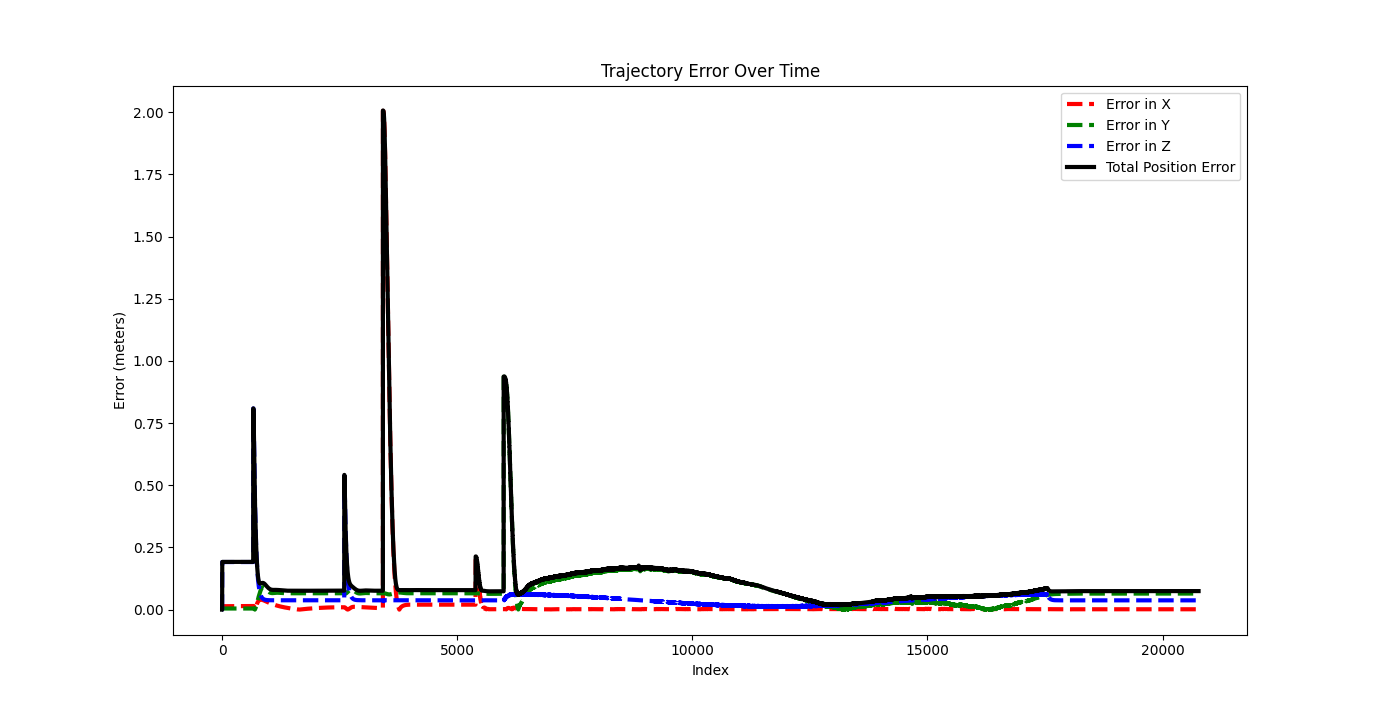 Trajectory Error Over Time
Error in X
Error in Y
Error in Z
Total Position Error
Error (meters)
2.00
1.75
1.50
1.25
1.00
0.75
0.50
0.25
0.00
0
5000
10000
15000
20000
Index